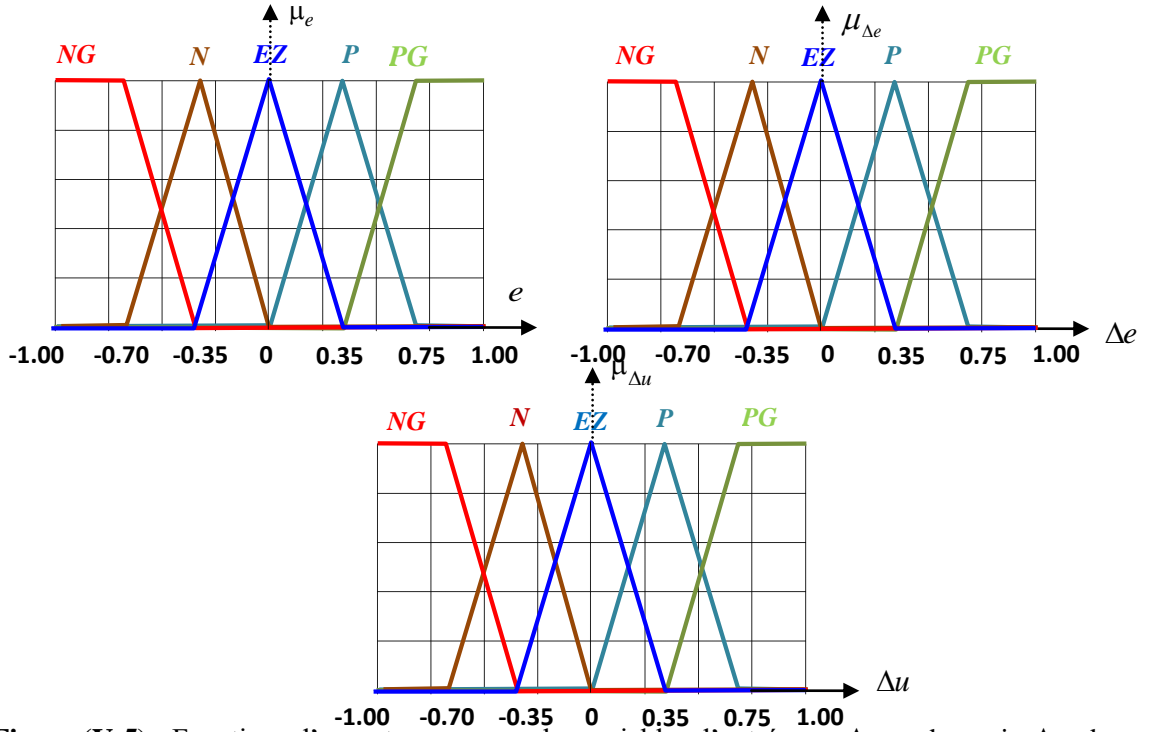 μe μΔe
NG N EZ P PG NG N EZ P PG
e Δe
-1.00 -0.70 -0.35 0 0.35 0.75 1.00 -1.00 -0.70 -0.35 0 0.35 0.75 1.00
μΔu
NG N EZ P PG
Δu
-1.00 -0.70 -0.35 0 0.35 0.75 1.00